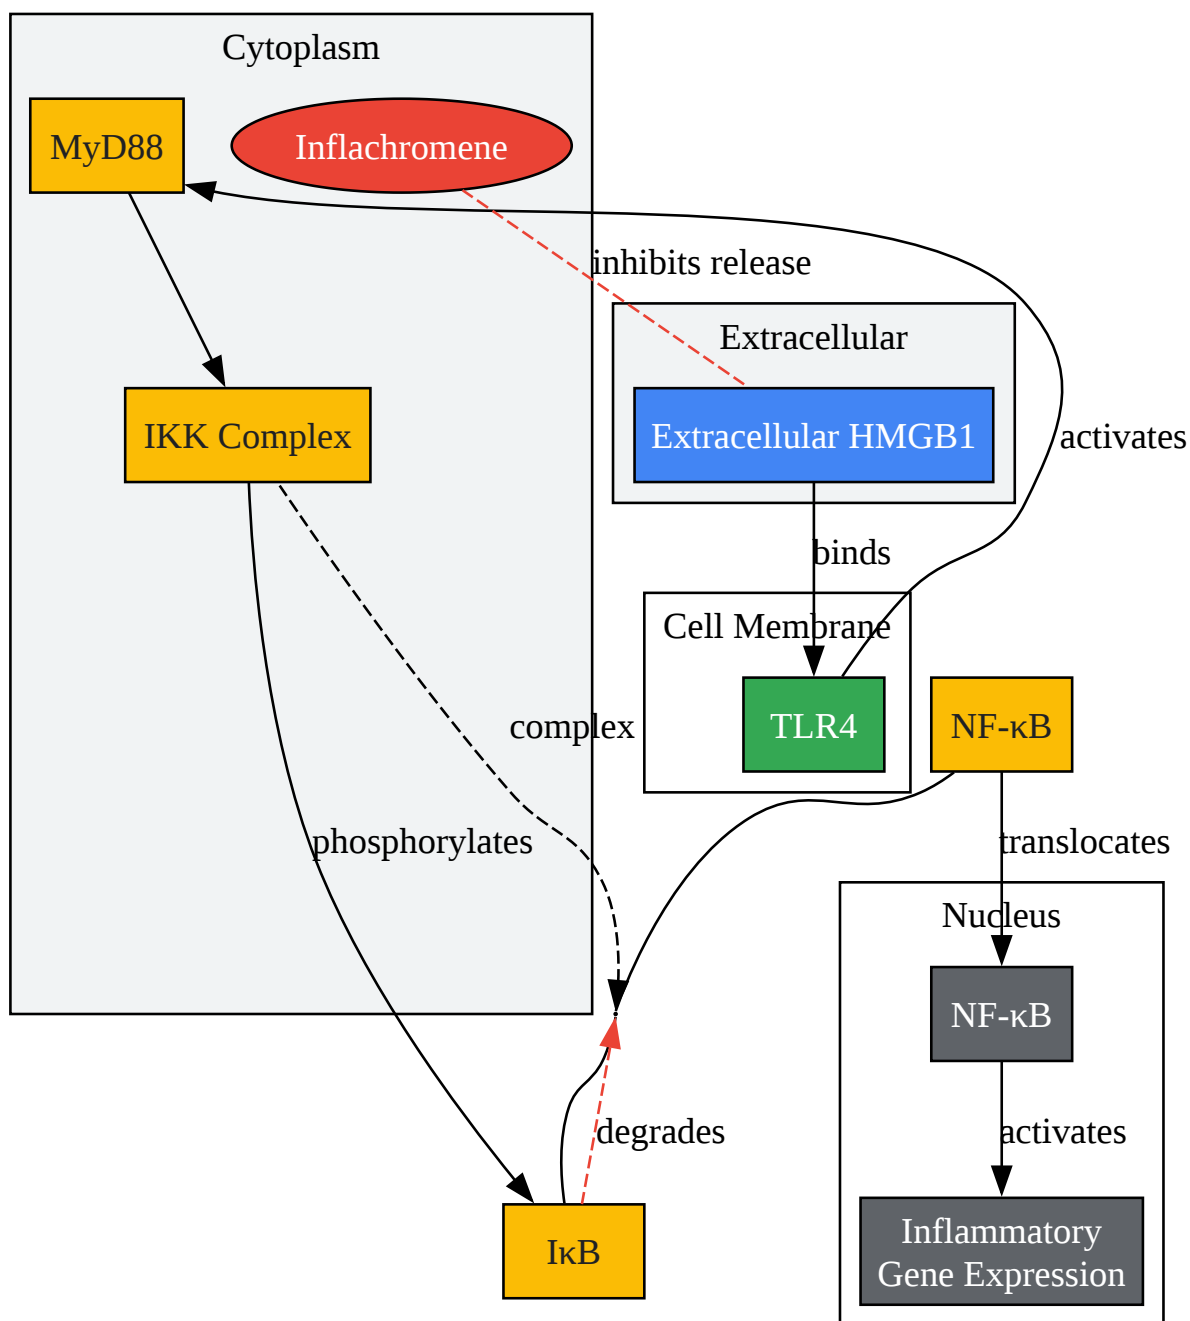 Cytoplasm
MyD88
Inflachromene
inhibits release
Extracellular
IKK Complex
Extracellular HMGB1
activates
binds
Cell Membrane
complex
TLR4
NF-κB
phosphorylates
translocates
Nucleus
NF-κB
degrades
activates
IκB
Inflammatory
Gene Expression